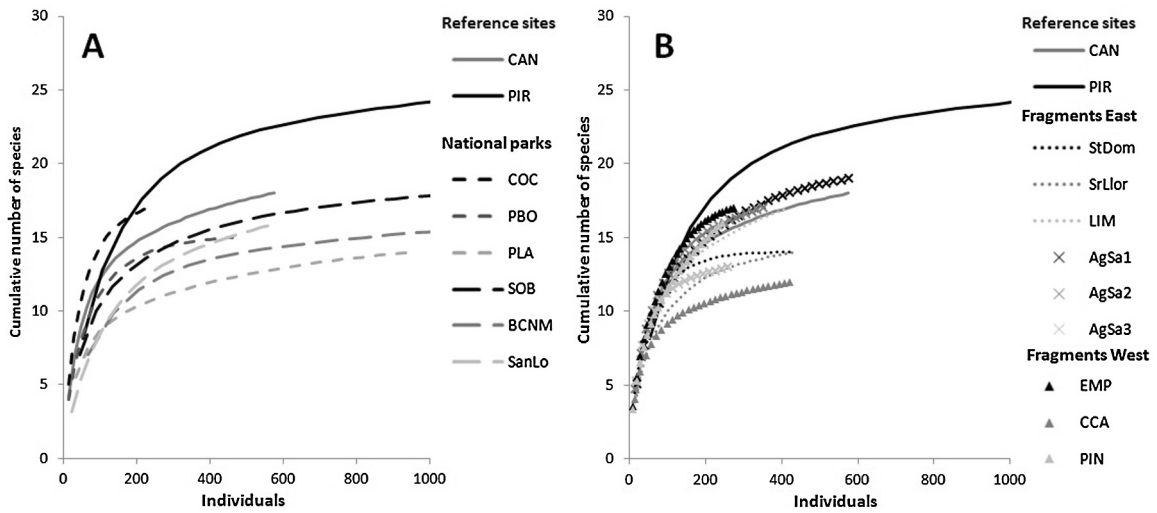 A
Cumulative number of species
30
25
20
15
10
5
0
0 200 400 600 800 1000
Individuals
Reference sites
CAN
PIR
National parks
COC
PBO
PLA
SOB
BCNM
SanLo
B
Cumulative number of species
30
25
20
15
10
5
0
0 200 400 600 800 1000
Individuals
Reference sites
CAN
PIR
Fragments East
StDom
SrLlor
LIM
AgSa1
AgSa2
AgSa3
Fragments West
EMP
CCA
PIN